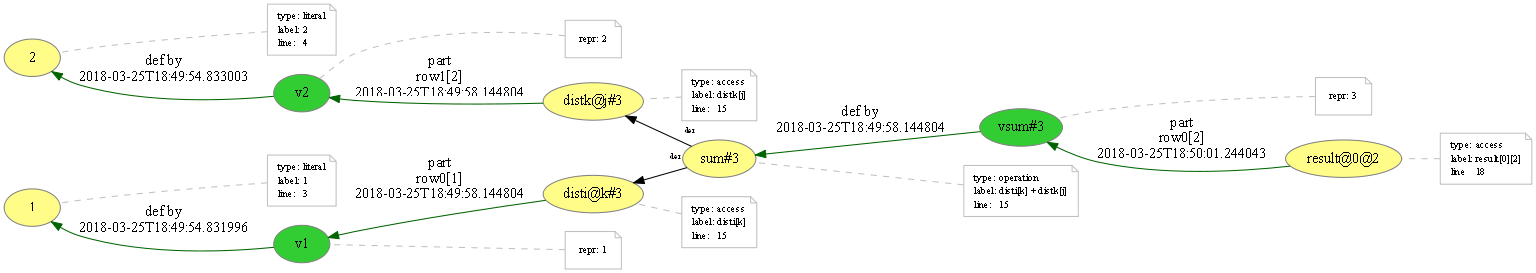 type: literal
label: 2
line: 4
2
def by
2018-03-25T18:49:54.833003
v2
repr: 2
part
row1[2]
2018-03-25T18:49:58.144804
distk@j#3
type: access
label: distk[j]
line: 15
der
der
sum#3
def by
2018-03-25T18:49:58.144804
vsum#3
repr: 3
part
row0[2]
2018-03-25T18:50:01.244043
result@0@2
type: access
label: result[0][2]
line 18
type: operation
label: disti[k] + distk[j]
line: 15
type: literal
label: 1
line: 3
1
def by
2018-03-25T18:49:54.831996
v1
repr: 1
part
row0[1]
2018-03-25T18:49:58.144804
disti@k#3
type: access
label: disti[k]
line: 15